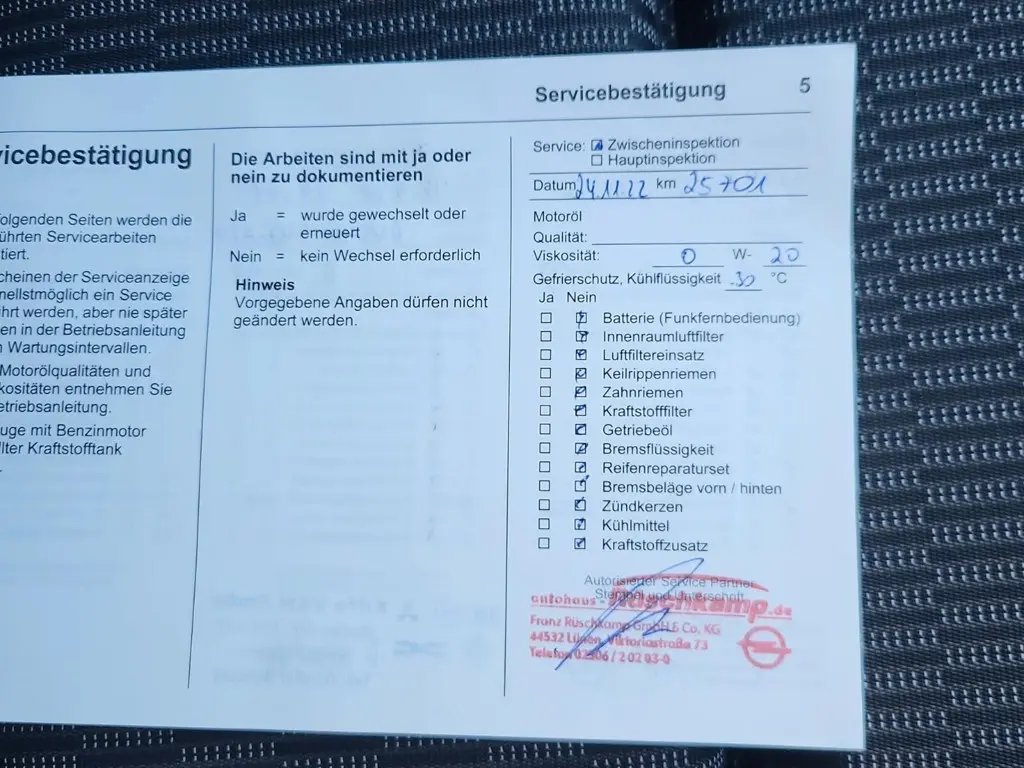 Servicebestätigung 5
vicebestätigung
olgenden Seiten werden die
ührten Servicearbeiten
tiert.
cheinen der Serviceanzeige
nellstmöglich ein Service
hrt werden, aber nie später
en in der Betriebsanleitung
n Wartungsintervallen.
Motorölqualitäten und
kositäten entnehmen Sie
etriebsanleitung.
uge mit Benzinmotor
llter Kraftstofftank
Die Arbeiten sind mit ja oder
nein zu dokumentieren
Ja = wurde gewechselt oder
erneuert
Nein = kein Wechsel erforderlich
Hinweis
Vorgegebene Angaben dürfen nicht
geändert werden.
Service: Zwischeninspektion
Hauptinspektion
Datum 24.11.22 km 25701
Motoröl
Qualität:
Viskosität: 0 W- 20
Gefrierschutz, Kühlflüssigkeit -30 °C
Ja Nein
Batterie (Funkfernbedienung)
Innenraumluftfilter
Luftfiltereinsatz
Keilrippenriemen
Zahnriemen
Kraftstofffilter
Getriebeöl
Bremsflüssigkeit
Reifenreparaturset
Bremsbeläge vorn / hinten
Zündkerzen
Kühlmittel
Kraftstoffzusatz
Autorisierter Service Partner
Stempel und Unterschrift
autohaus - Rüschkamp.de
Franz Rüschkamp GmbH & Co. KG
44532 Lünen, Viktoriastraße 73
Telefon 02306 / 2 02 03-0